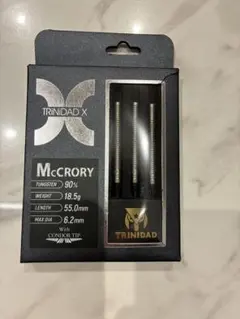 TRINIDAD X
McCRORY
TUNGSTEN 90%
WEIGHT 18.5g
LENGTH 55.0mm
MAX DIA 6.2mm
With
CONDOR TIP
TRINIDAD